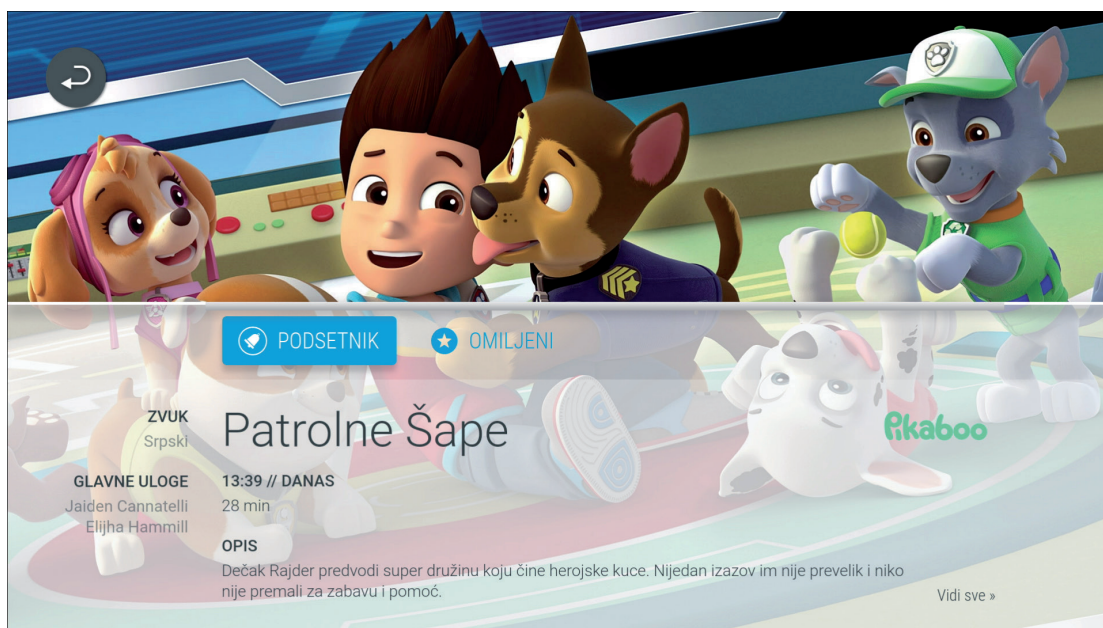 PODSETNIK
OMILJENI
ZVUK
Srpski
GLAVNE ULOGE
Jaiden Cannatelli
Elijha Hammill
Patrolne Šape
Pikaboo
13:39 // DANAS
28 min
OPIS
Dečak Rajder predvodi super družinu koju čine herojske kuce. Nijedan izazov im nije prevelik i niko
nije premali za zabavu i pomoć.
Vidi sve »